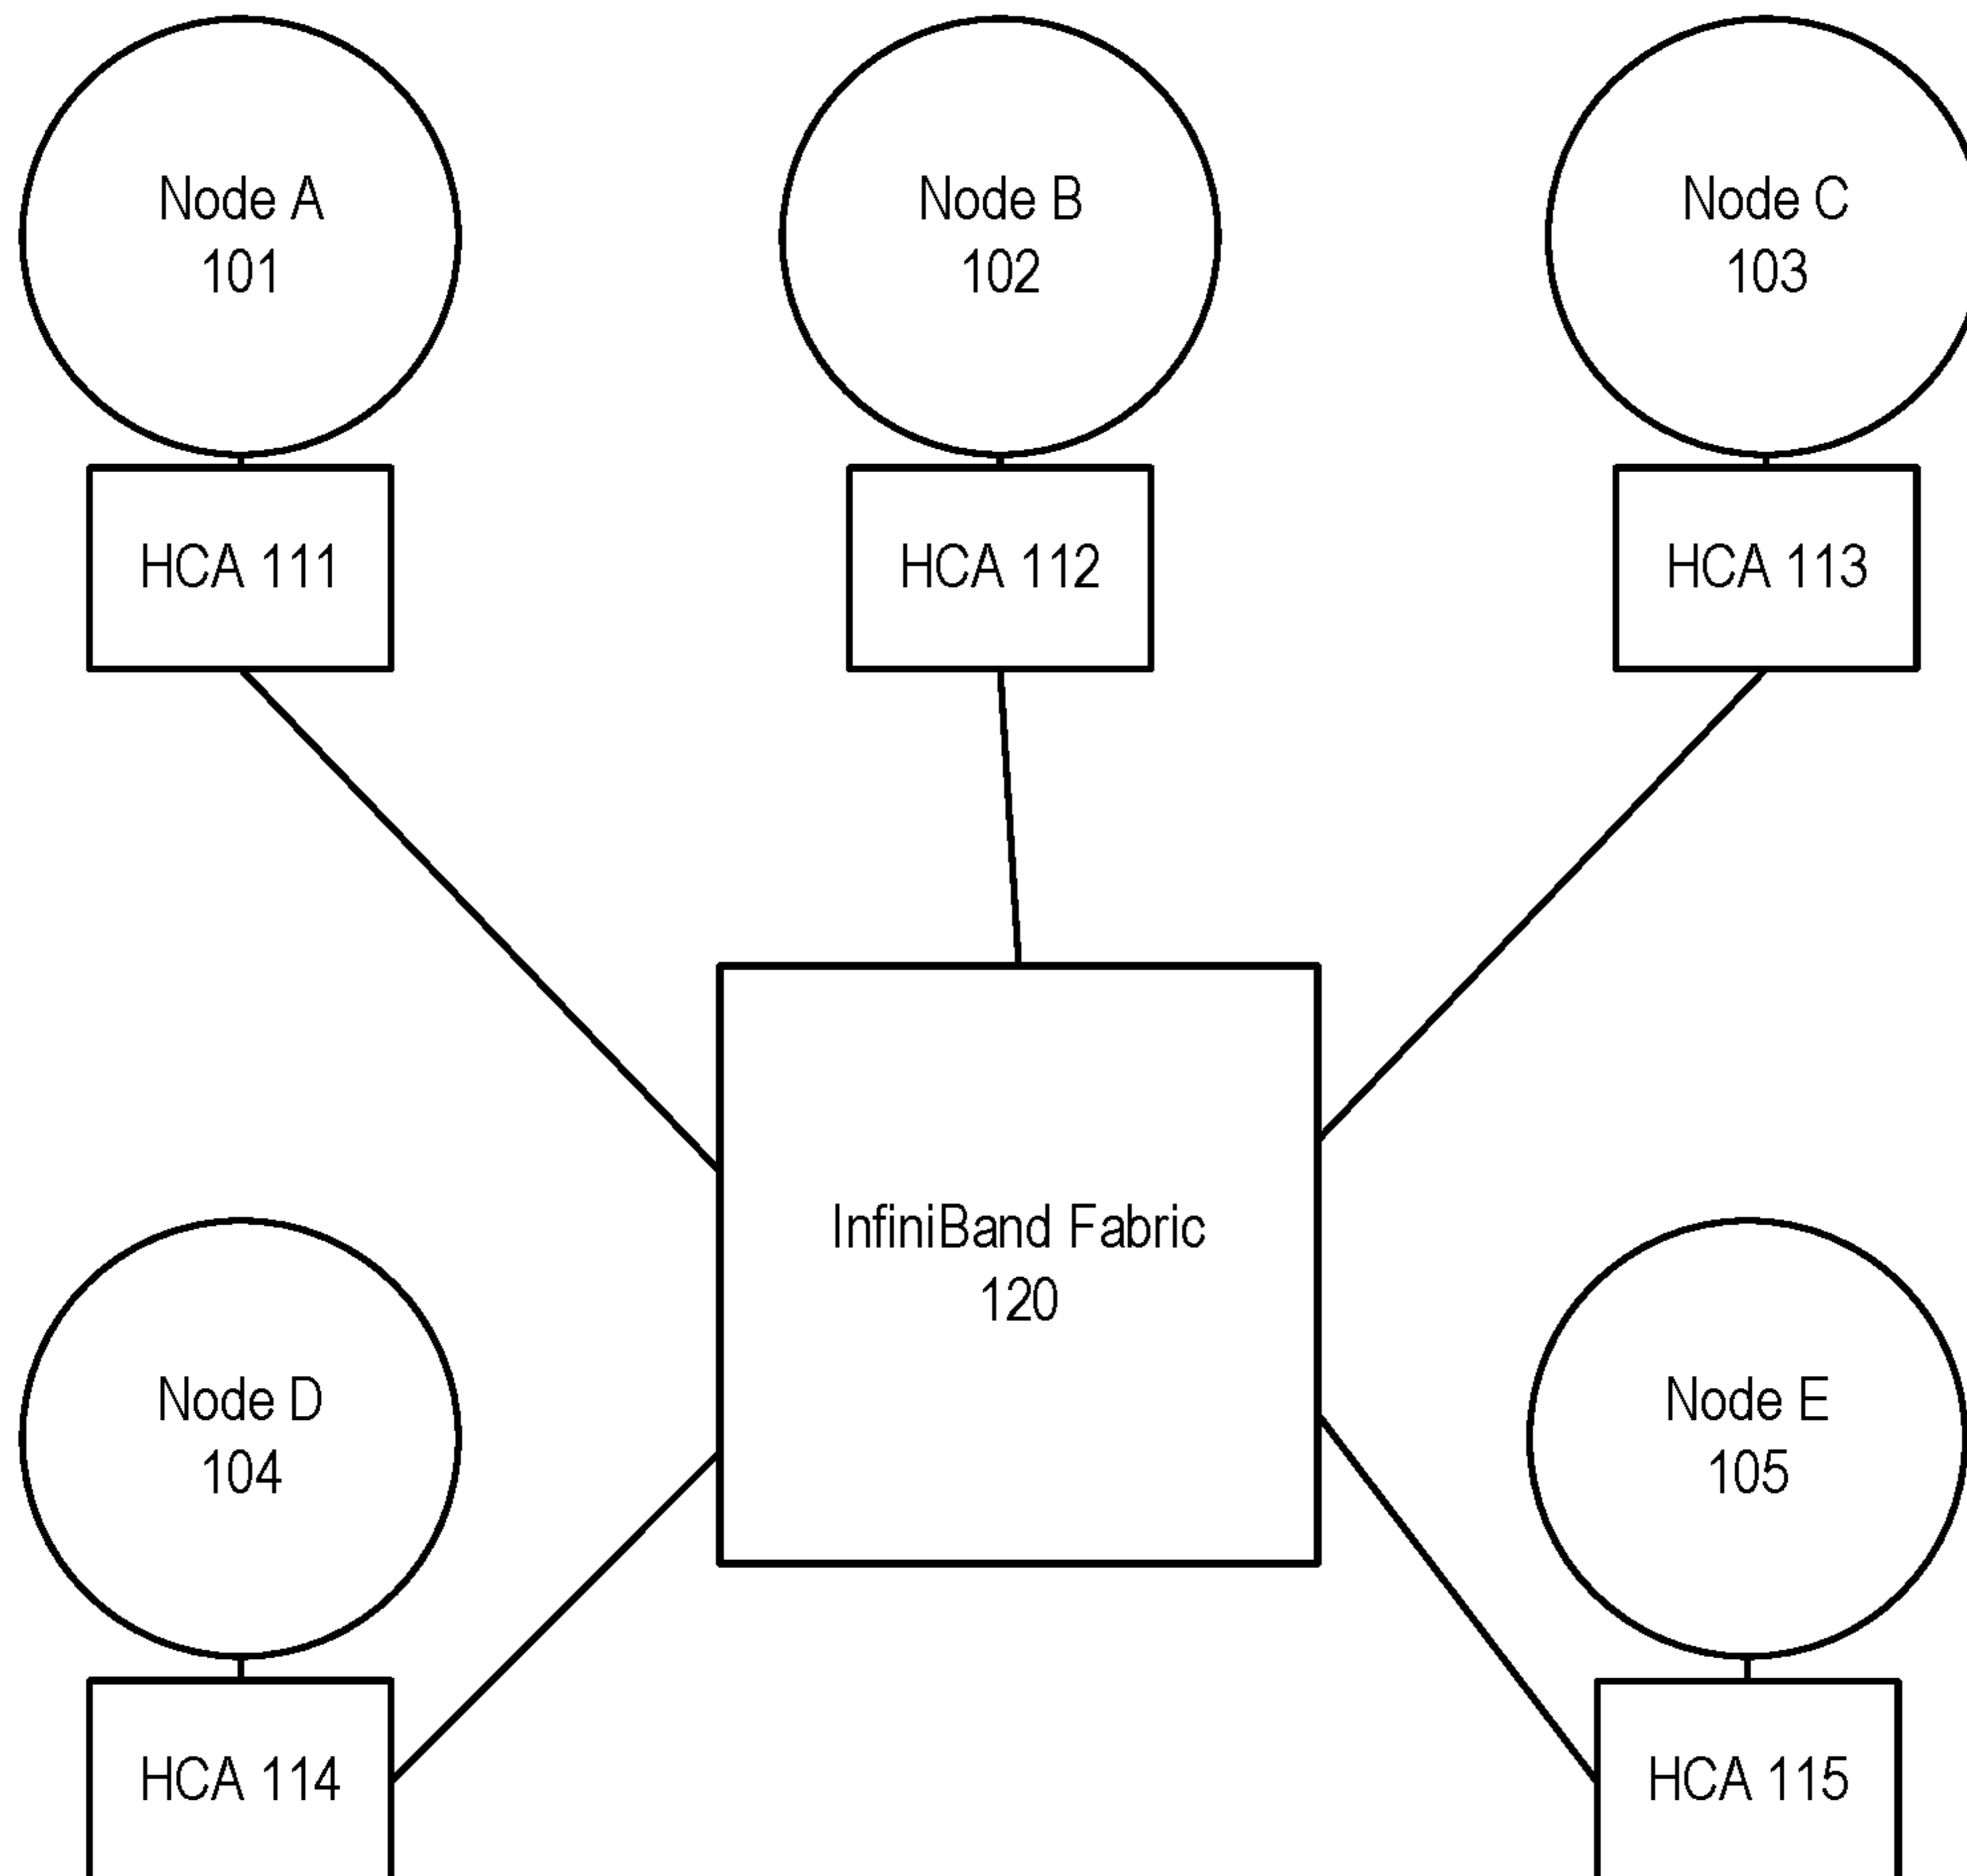 Node A
101
Node B
102
Node C
103
HCA 111
HCA 112
HCA 113
InfiniBand Fabric
120
Node D
104
Node E
105
HCA 114
HCA 115